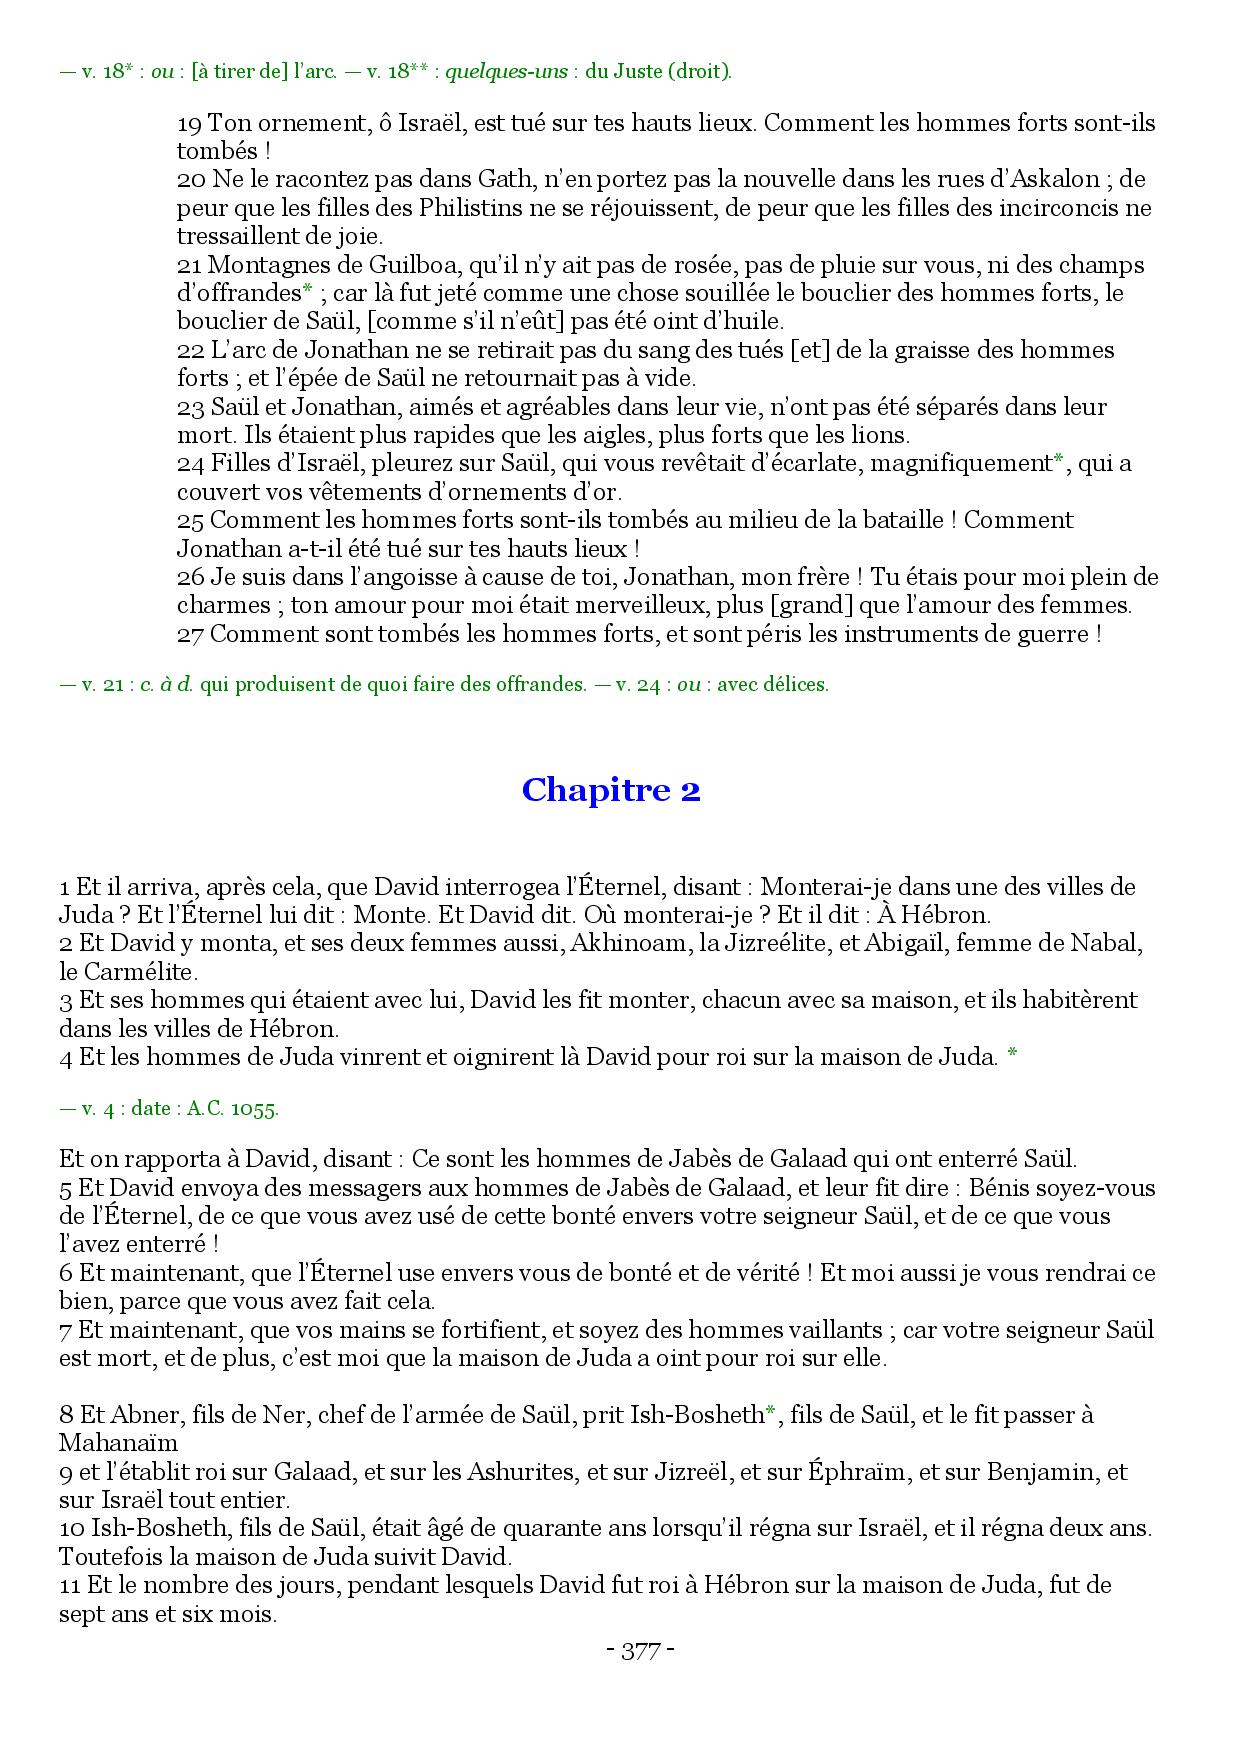 — v. 18* : ou : [à tirer de] l’arc. — v. 18** : quelques-uns : du Juste (droit).
19 Ton ornement, ô Israël, est tué sur tes hauts lieux. Comment les hommes forts sont-ils
tombés !
20 Ne le racontez pas dans Gath, n’en portez pas la nouvelle dans les rues d’Askalon ; de
peur que les filles des Philistins ne se réjouissent, de peur que les filles des incirconcis ne
tressaillent de joie.
21 Montagnes de Guilboa, qu’il n’y ait pas de rosée, pas de pluie sur vous, ni des champs
d’offrandes* ; car là fut jeté comme une chose souillée le bouclier des hommes forts, le
bouclier de Saül, [comme s’il n’eût] pas été oint d’huile.
22 L’arc de Jonathan ne se retirait pas du sang des tués [et] de la graisse des hommes
forts ; et l’épée de Saül ne retournait pas à vide.
23 Saül et Jonathan, aimés et agréables dans leur vie, n’ont pas été séparés dans leur
mort. Ils étaient plus rapides que les aigles, plus forts que les lions.
24 Filles d’Israël, pleurez sur Saül, qui vous revêtait d’écarlate, magnifiquement*, qui a
couvert vos vêtements d’ornements d’or.
25 Comment les hommes forts sont-ils tombés au milieu de la bataille ! Comment
Jonathan a-t-il été tué sur tes hauts lieux !
26 Je suis dans l’angoisse à cause de toi, Jonathan, mon frère ! Tu étais pour moi plein de
charmes ; ton amour pour moi était merveilleux, plus [grand] que l’amour des femmes.
27 Comment sont tombés les hommes forts, et sont péris les instruments de guerre !
— v. 21 : c. à d. qui produisent de quoi faire des offrandes. — v. 24 : ou : avec délices.
Chapitre 2
1 Et il arriva, après cela, que David interrogea l’Éternel, disant : Monterai-je dans une des villes de
Juda ? Et l’Éternel lui dit : Monte. Et David dit. Où monterai-je ? Et il dit : À Hébron.
2 Et David y monta, et ses deux femmes aussi, Akhinoam, la Jizreélite, et Abigaïl, femme de Nabal,
le Carmélite.
3 Et ses hommes qui étaient avec lui, David les fit monter, chacun avec sa maison, et ils habitèrent
dans les villes de Hébron.
4 Et les hommes de Juda vinrent et oignirent là David pour roi sur la maison de Juda. *
— v. 4 : date : A.C. 1055.
Et on rapporta à David, disant : Ce sont les hommes de Jabès de Galaad qui ont enterré Saül.
5 Et David envoya des messagers aux hommes de Jabès de Galaad, et leur fit dire : Bénis soyez-vous
de l’Éternel, de ce que vous avez usé de cette bonté envers votre seigneur Saül, et de ce que vous
l’avez enterré !
6 Et maintenant, que l’Éternel use envers vous de bonté et de vérité ! Et moi aussi je vous rendrai ce
bien, parce que vous avez fait cela.
7 Et maintenant, que vos mains se fortifient, et soyez des hommes vaillants ; car votre seigneur Saül
est mort, et de plus, c’est moi que la maison de Juda a oint pour roi sur elle.
8 Et Abner, fils de Ner, chef de l’armée de Saül, prit Ish-Bosheth*, fils de Saül, et le fit passer à
Mahanaïm
9 et l’établit roi sur Galaad, et sur les Ashurites, et sur Jizreël, et sur Éphraïm, et sur Benjamin, et
sur Israël tout entier.
10 Ish-Bosheth, fils de Saül, était âgé de quarante ans lorsqu’il régna sur Israël, et il régna deux ans.
Toutefois la maison de Juda suivit David.
11 Et le nombre des jours, pendant lesquels David fut roi à Hébron sur la maison de Juda, fut de
sept ans et six mois.
- 377 -